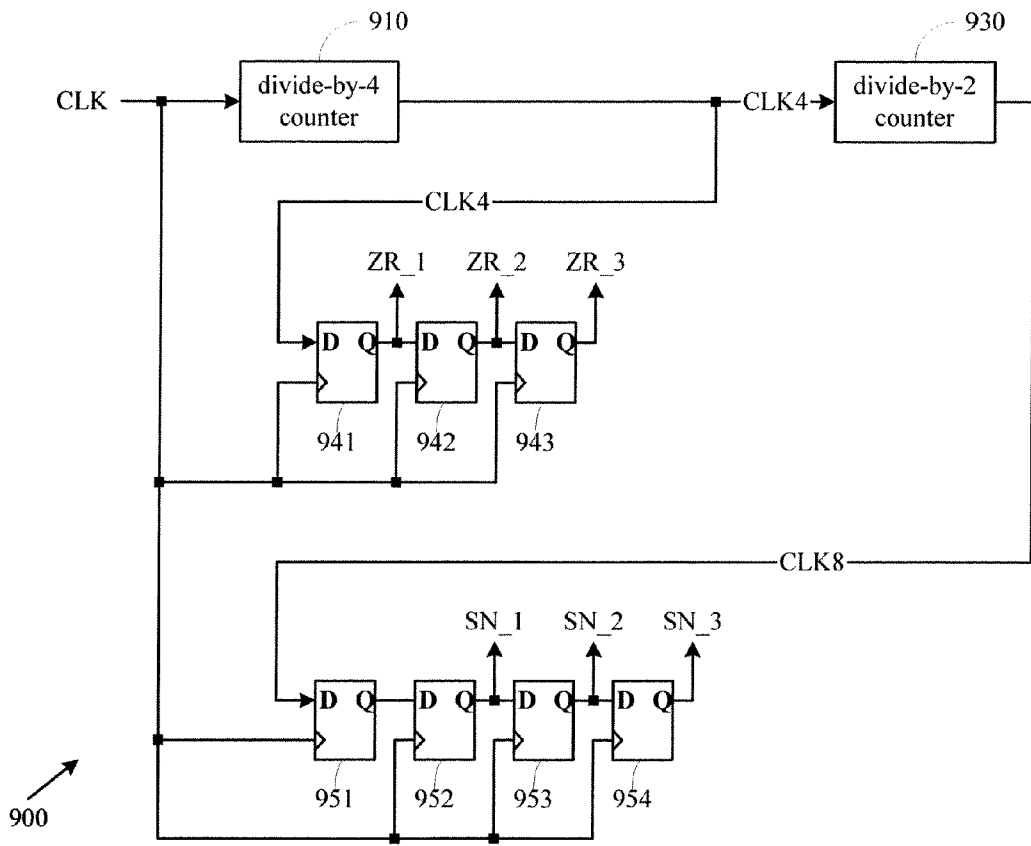 910
930
CLK
divide-by-4
counter
CLK4
divide-by-2
counter
CLK4
ZR_1
ZR_2
ZR_3
D Q
D Q
D Q
941
942
943
CLK8
SN_1
SN_2
SN_3
D Q
D Q
D Q
D Q
951
952
953
954
900